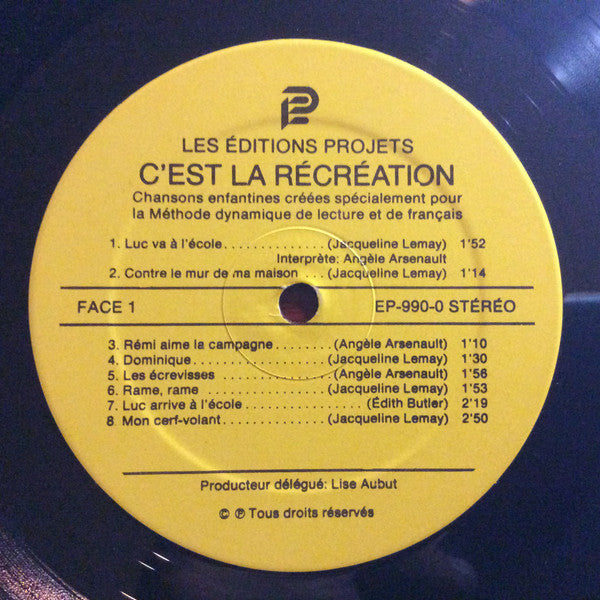 LES ÉDITIONS PROJETS
C'EST LA RÉCRÉATION
Chansons enfantines créées spécialement pour
la Méthode dynamique de lecture et de français
1. Luc va à l'école.............. (Jacqueline Lemay) 1'52
Interprète: Angèle Arsenault
2. Contre le mur de ma maison ... (Jacqueline Lemay) 1'14
FACE 1 EP-990-0 STÉRÉO
3. Rémi aime la campagne ........ (Angèle Arsenault) 1'10
4. Dominique................... (Jacqueline Lemay) 1'30
5. Les écrevisses ................ (Angèle Arsenault) 1'56
6. Rame, rame ................. (Jacqueline Lemay) 1'53
7. Luc arrive à l'école ................ (Édith Butler) 2'19
8. Mon cerf-volant............... (Jacqueline Lemay) 2'50
Producteur délégué: Lise Aubut
© ℗ Tous droits réservés